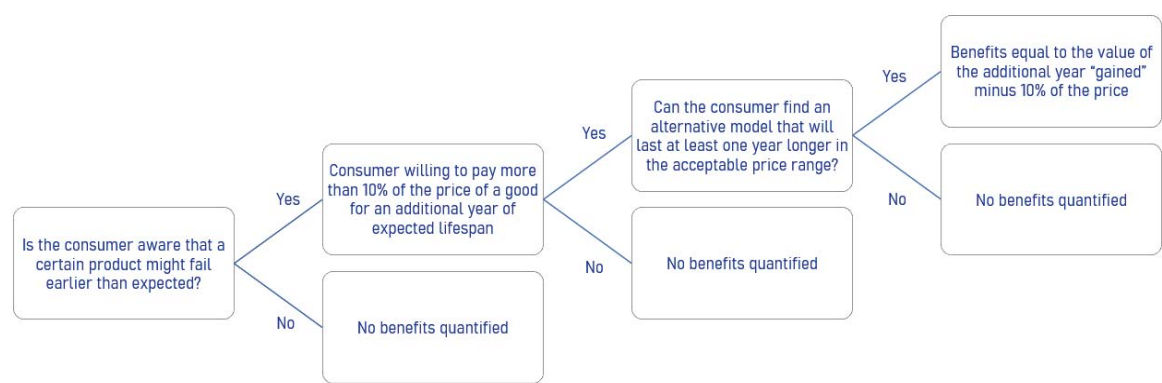 Is the consumer aware that a
certain product might fail
earlier than expected?
Yes
No
Consumer willing to pay more
than 10% of the price of a good
for an additional year of
expected lifespan
No benefits quantified
Yes
No
Can the consumer find an
alternative model that will
last at least one year longer in
the acceptable price range?
No benefits quantified
Yes
No
Benefits equal to the value of
the additional year “gained”
minus 10% of the price
No benefits quantified